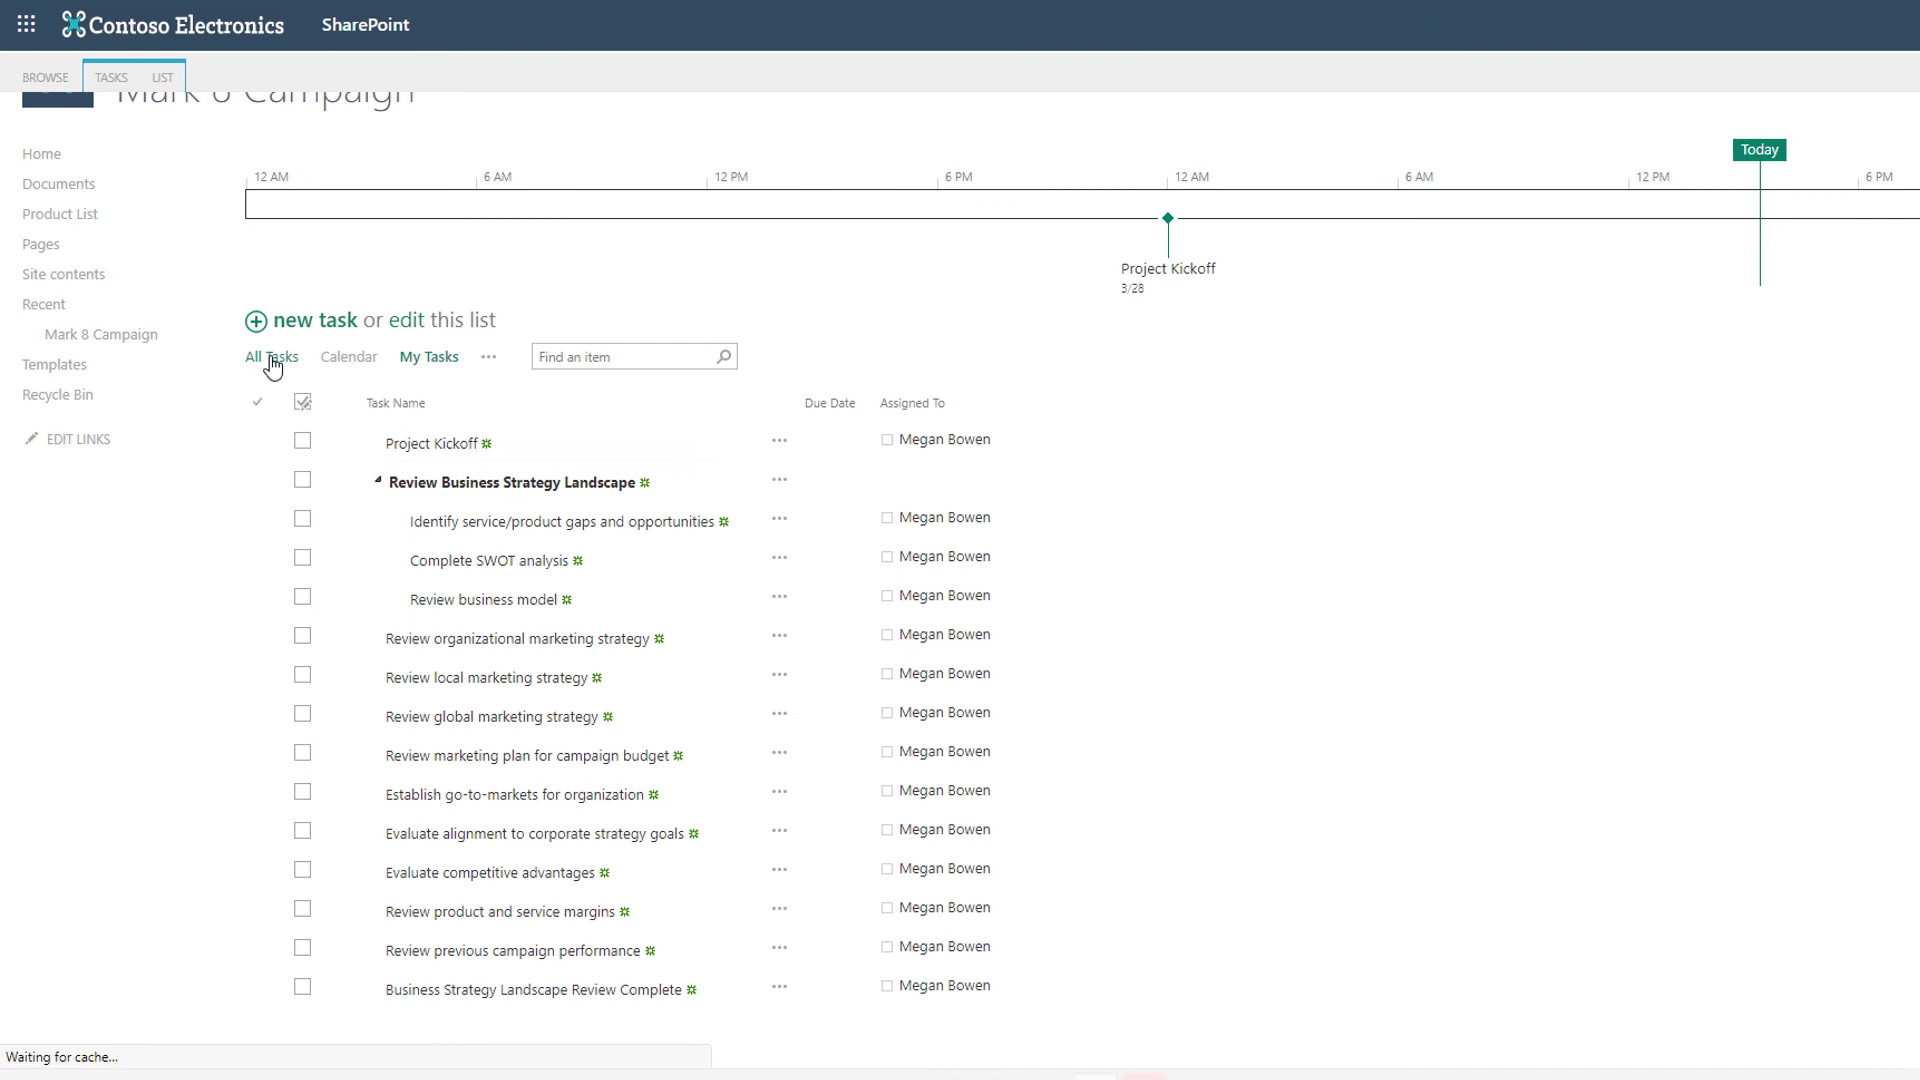 Contoso Electronics SharePoint
BROWSE TASKS LIST
Mark 8 Campaign
Home
Documents
Product List
Pages
Site contents
Recent
Mark 8 Campaign
Templates
Recycle Bin
EDIT LINKS
Today
12 AM 6 AM 12 PM 6 PM 12 AM 6 AM 12 PM 6 PM
Project Kickoff
3/28
new task or edit this list
All Tasks Calendar My Tasks ••• Find an item
Task Name Due Date Assigned To
Project Kickoff ••• Megan Bowen
Review Business Strategy Landscape •••
Identify service/product gaps and opportunities ••• Megan Bowen
Complete SWOT analysis ••• Megan Bowen
Review business model ••• Megan Bowen
Review organizational marketing strategy ••• Megan Bowen
Review local marketing strategy ••• Megan Bowen
Review global marketing strategy ••• Megan Bowen
Review marketing plan for campaign budget ••• Megan Bowen
Establish go-to-markets for organization ••• Megan Bowen
Evaluate alignment to corporate strategy goals ••• Megan Bowen
Evaluate competitive advantages ••• Megan Bowen
Review product and service margins ••• Megan Bowen
Review previous campaign performance ••• Megan Bowen
Business Strategy Landscape Review Complete ••• Megan Bowen
Waiting for cache...